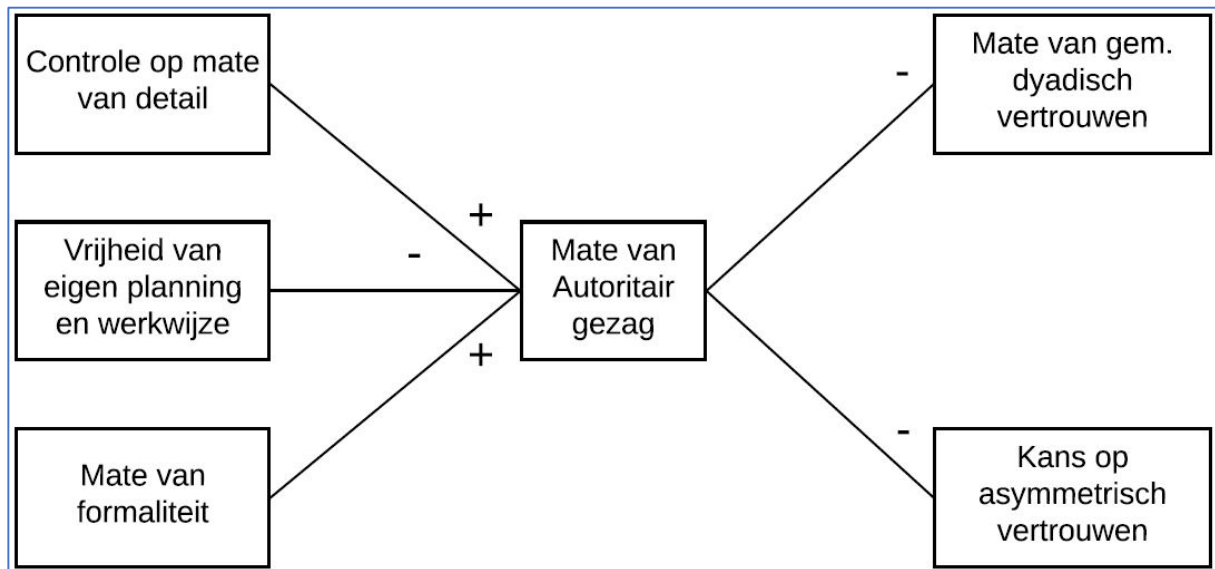 Controle op mate
van detail
Vrijheid van
eigen planning
en werkwijze
Mate van
formaliteit
+
-
+
Mate van
Autoritair
gezag
-
-
Mate van gem.
dyadisch
vertrouwen
Kans op
asymmetrisch
vertrouwen